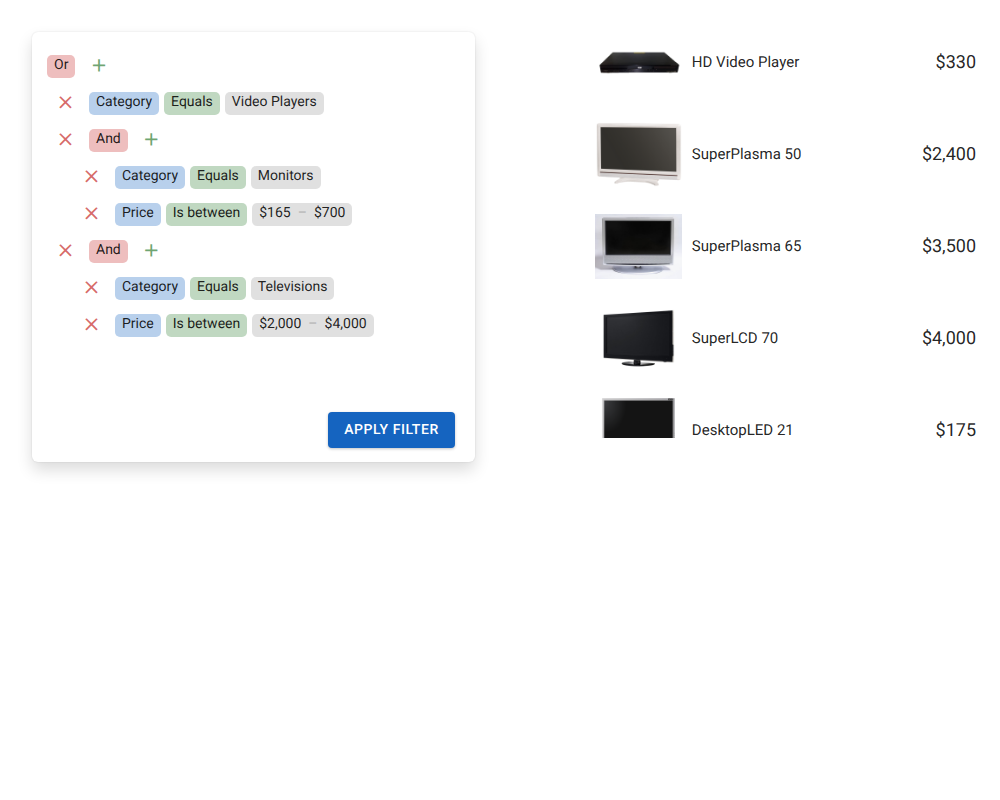 Or +
Category Equals Video Players
And +
Category Equals Monitors
Price Is between $165 – $700
And +
Category Equals Televisions
Price Is between $2,000 – $4,000
APPLY FILTER
HD Video Player $330
SuperPlasma 50 $2,400
SuperPlasma 65 $3,500
SuperLCD 70 $4,000
DesktopLED 21 $175